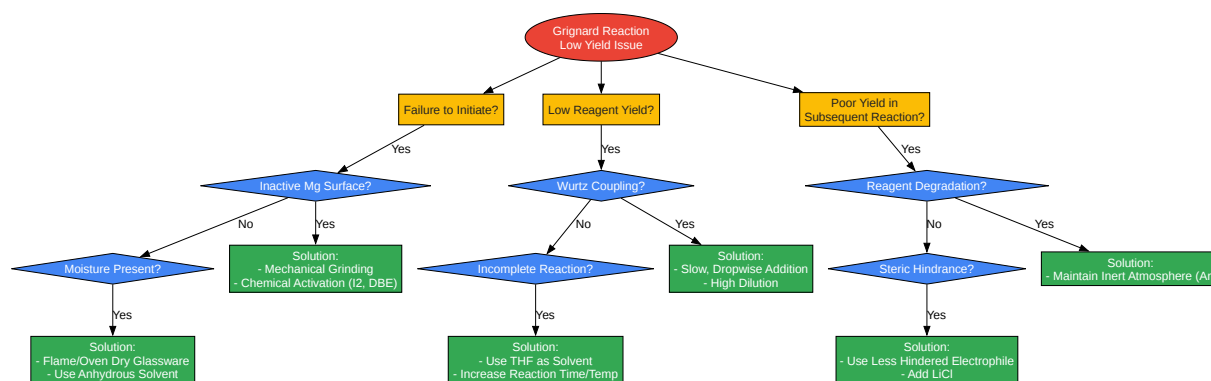 Grignard Reaction
Low Yield Issue
Failure to Initiate?
Low Reagent Yield?
Poor Yield in
Subsequent Reaction?
Yes
Yes
Yes
Inactive Mg Surface?
Wurtz Coupling?
Reagent Degradation?
No
Yes
No
Yes
No
Yes
Moisture Present?
Solution:
- Mechanical Grinding
- Chemical Activation (I2, DBE)
Incomplete Reaction?
Solution:
- Slow, Dropwise Addition
- High Dilution
Steric Hindrance?
Solution:
- Maintain Inert Atmosphere (Ar
Yes
Yes
Yes
Solution:
- Flame/Oven Dry Glassware
- Use Anhydrous Solvent
Solution:
- Use THF as Solvent
- Increase Reaction Time/Temp
Solution:
- Use Less Hindered Electrophile
- Add LiCl